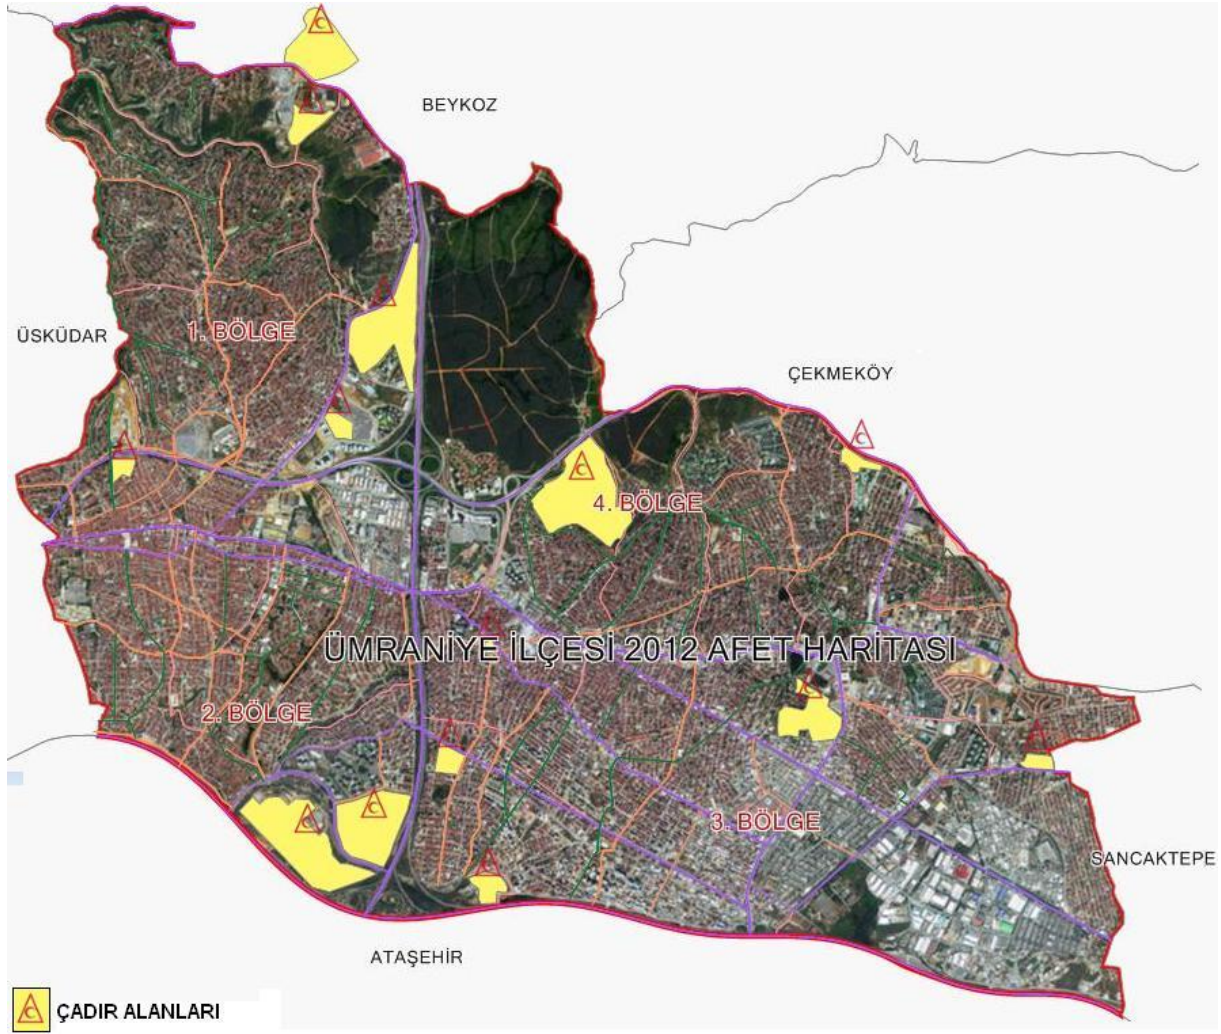 BEYKOZ
ÜSKÜDAR
1. BÖLGE
ÇEKMEKÖY
4. BÖLGE
ÜMRANİYE İLÇESİ 2012 AFET HARİTASI
2. BÖLGE
3. BÖLGE
SANCAKTEPE
ATAŞEHİR
ÇADIR ALANLARI